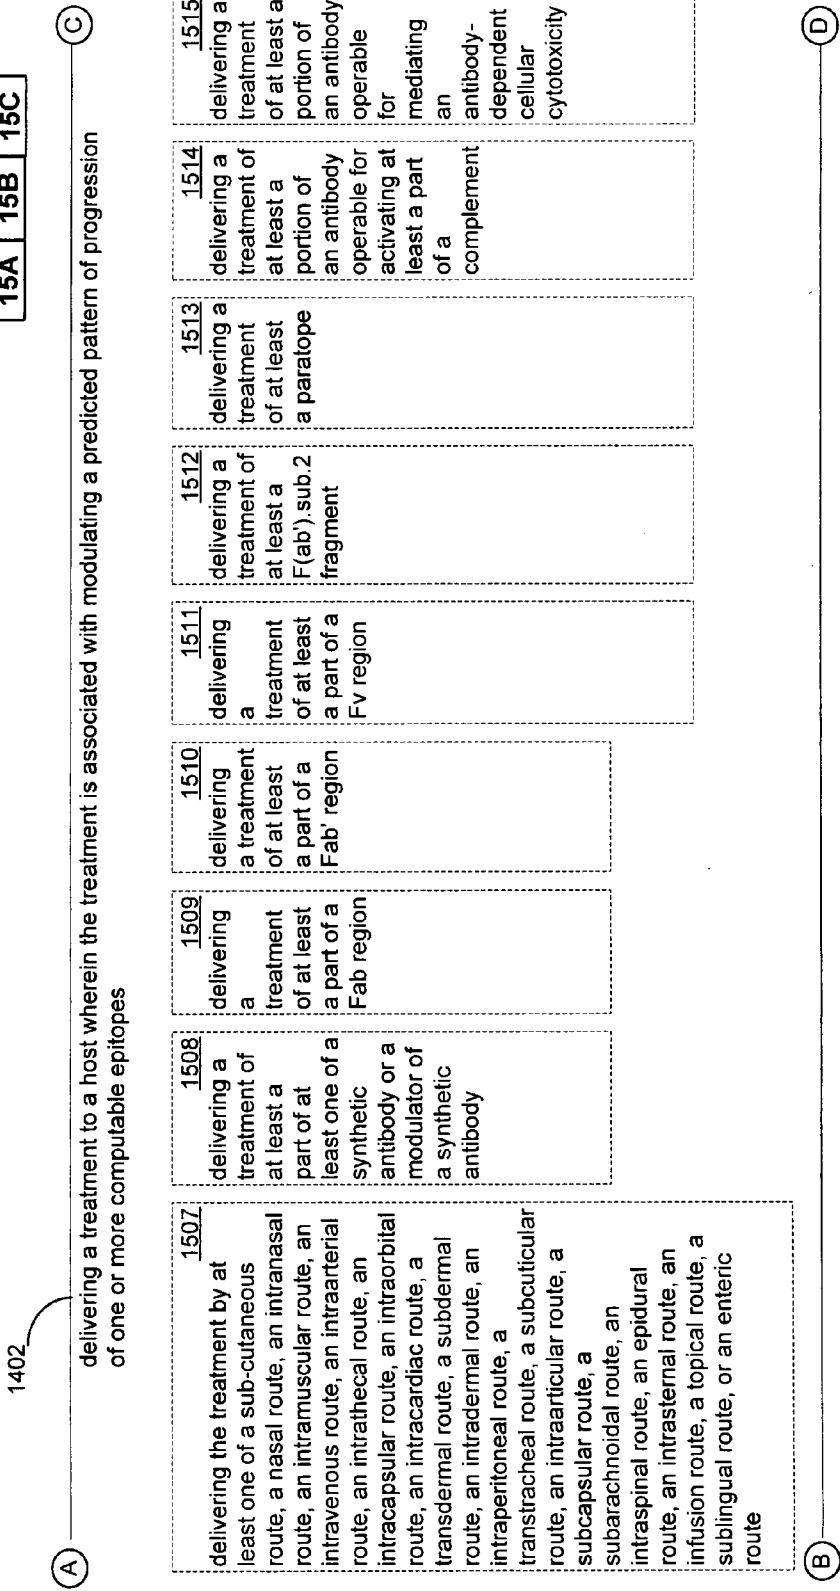 15A | 15B | 15C
1402
A
C
delivering a treatment to a host wherein the treatment is associated with modulating a predicted pattern of progression
of one or more computable epitopes
1507
delivering the treatment by at
least one of a sub-cutaneous
route, a nasal route, an intranasal
route, an intramuscular route, an
intravenous route, an intraarterial
route, an intrathecal route, an
intracapsular route, an intraorbital
route, an intracardiac route, a
transdermal route, a subdermal
route, an intradermal route, an
intraperitoneal route, a
transtracheal route, a subcuticular
route, an intraarticular route, a
subcapsular route, a
subarachnoidal route, an
intraspinal route, an epidural
route, an intrasternal route, an
infusion route, a topical route, a
sublingual route, or an enteric
route
1508
delivering a
treatment of
at least a
part of at
least one of a
synthetic
antibody or a
modulator of
a synthetic
antibody
1509
delivering
a
treatment
of at least
a part of a
Fab region
1510
delivering
a treatment
of at least
a part of a
Fab' region
1511
delivering
a
treatment
of at least
a part of a
Fv region
1512
delivering a
treatment of
at least a
F(ab').sub.2
fragment
1513
delivering a
treatment
of at least
a paratope
1514
delivering a
treatment of
at least a
portion of
an antibody
operable for
activating at
least a part
of a
complement
1515
delivering a
treatment
of at least a
portion of
an antibody
operable
for
mediating
an
antibody-
dependent
cellular
cytotoxicity
B
D